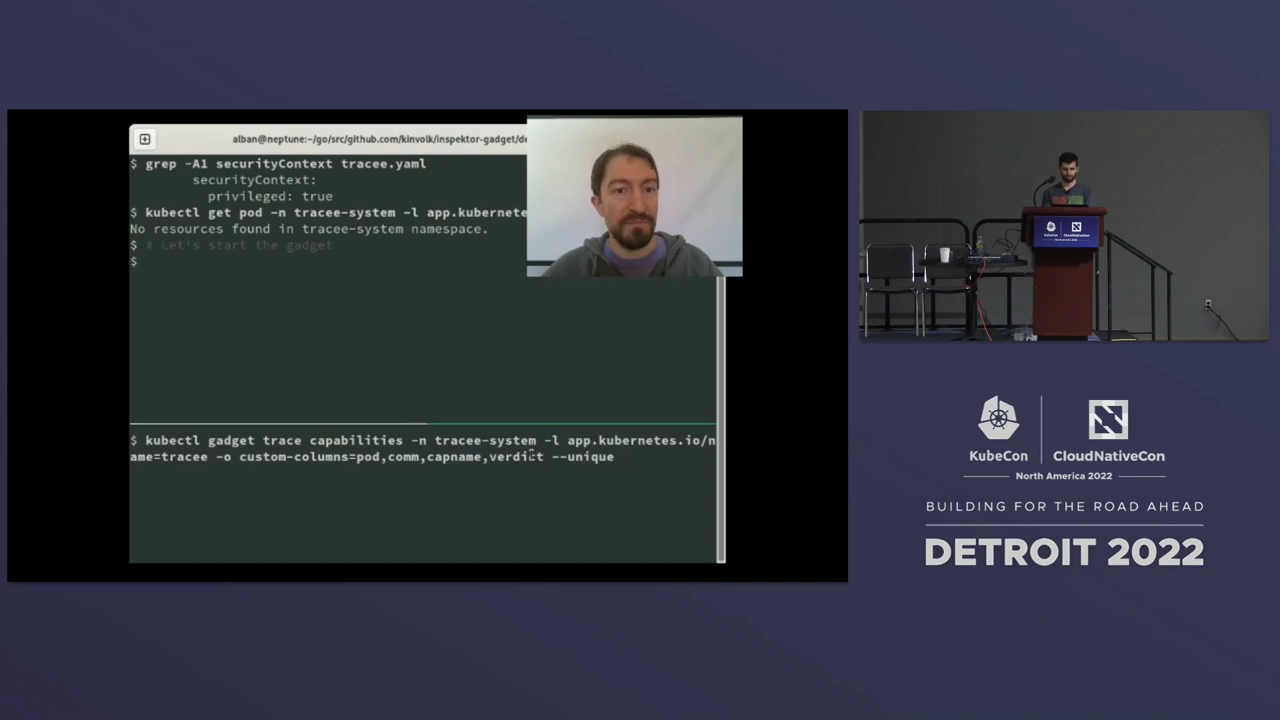 alban@neptune:~/go/src/github.com/kinvolk/inspektor-gadget/de
$ grep -A1 securityContext tracee.yaml
securityContext:
privileged: true
$ kubectl get pod -n tracee-system -l app.kubernete
No resources found in tracee-system namespace.
$ # Let's start the gadget
$
$ kubectl gadget trace capabilities -n tracee-system -l app.kubernetes.io/n
ame=tracee -o custom-columns=pod,comm,capname,verdict --unique
KubeCon
CloudNativeCon
KubeCon
CloudNativeCon
North America 2022
BUILDING FOR THE ROAD AHEAD
DETROIT 2022